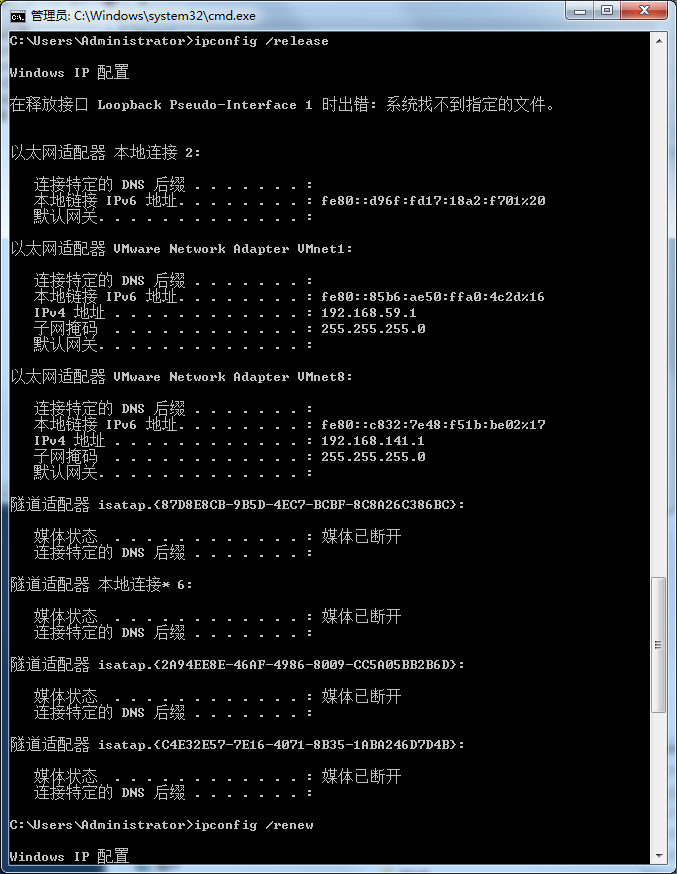 管理员: C:\Windows\system32\cmd.exe
C:\Users\Administrator>ipconfig /release
Windows IP 配置
在释放接口 Loopback Pseudo-Interface 1 时出错: 系统找不到指定的文件。
以太网适配器 本地连接 2:
连接特定的 DNS 后缀 . . . . . . . :
本地链接 IPv6 地址. . . . . . . . : fe80::d96f:fd17:18a2:f701%20
默认网关. . . . . . . . . . . . . :
以太网适配器 VMware Network Adapter VMnet1:
连接特定的 DNS 后缀 . . . . . . . :
本地链接 IPv6 地址. . . . . . . . : fe80::85b6:ae50:ffa0:4c2d%16
IPv4 地址 . . . . . . . . . . . . : 192.168.59.1
子网掩码  . . . . . . . . . . . . : 255.255.255.0
默认网关. . . . . . . . . . . . . :
以太网适配器 VMware Network Adapter VMnet8:
连接特定的 DNS 后缀 . . . . . . . :
本地链接 IPv6 地址. . . . . . . . : fe80::c832:7e48:f51b:be02%17
IPv4 地址 . . . . . . . . . . . . : 192.168.141.1
子网掩码  . . . . . . . . . . . . : 255.255.255.0
默认网关. . . . . . . . . . . . . :
隧道适配器 isatap.{87D8E8CB-9B5D-4EC7-BCBF-8C8A26C386BC}:
媒体状态  . . . . . . . . . . . . : 媒体已断开
连接特定的 DNS 后缀 . . . . . . . :
隧道适配器 本地连接* 6:
媒体状态  . . . . . . . . . . . . : 媒体已断开
连接特定的 DNS 后缀 . . . . . . . :
隧道适配器 isatap.{2A94EE8E-46AF-4986-8009-CC5A05BB2B6D}:
媒体状态  . . . . . . . . . . . . : 媒体已断开
连接特定的 DNS 后缀 . . . . . . . :
隧道适配器 isatap.{C4E32E57-7E16-4071-8B35-1ABA246D7D4B}:
媒体状态  . . . . . . . . . . . . : 媒体已断开
连接特定的 DNS 后缀 . . . . . . . :
C:\Users\Administrator>ipconfig /renew
Windows IP 配置